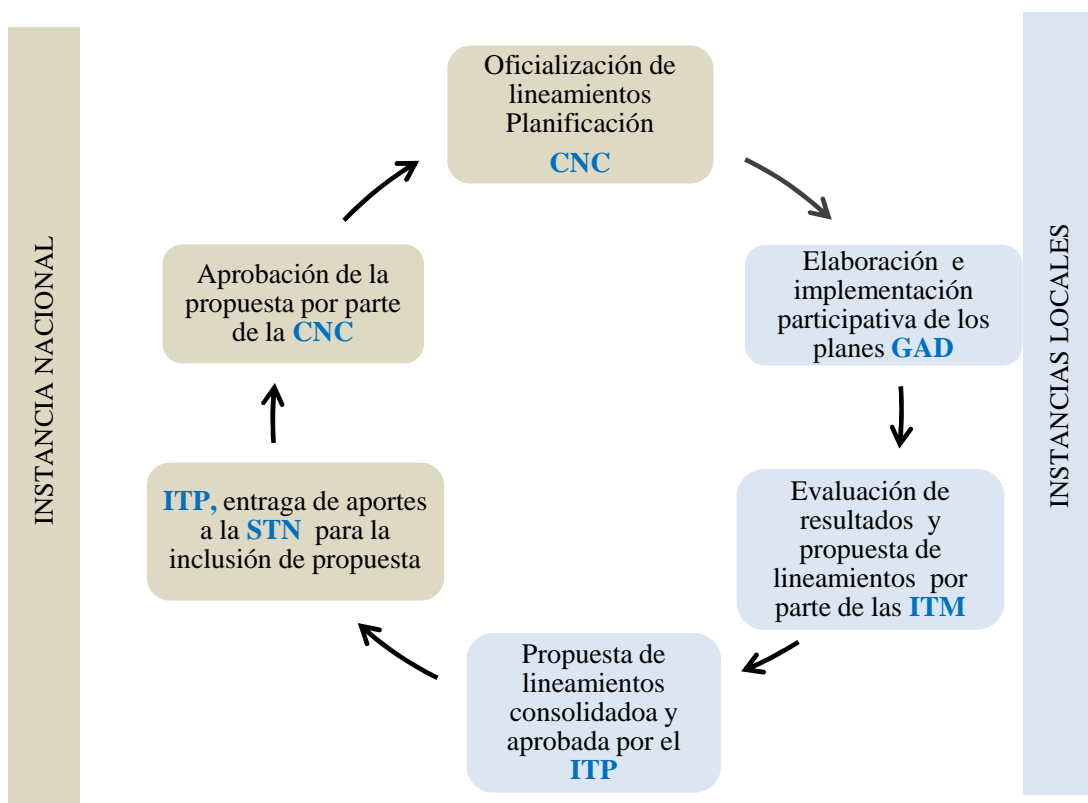 INSTANCIA NACIONAL
Oficialización de
lineamientos
Planificación
CNC
Elaboración e
implementación
participativa de los
planes GAD
Evaluación de
resultados y
propuesta de
lineamientos por
parte de las ITM
Propuesta de
lineamientos
consolidadoa y
aprobada por el
ITP
ITP, entraga de aportes
a la STN para la
inclusión de propuesta
Aprobación de la
propuesta por parte
de la CNC
INSTANCIAS LOCALES